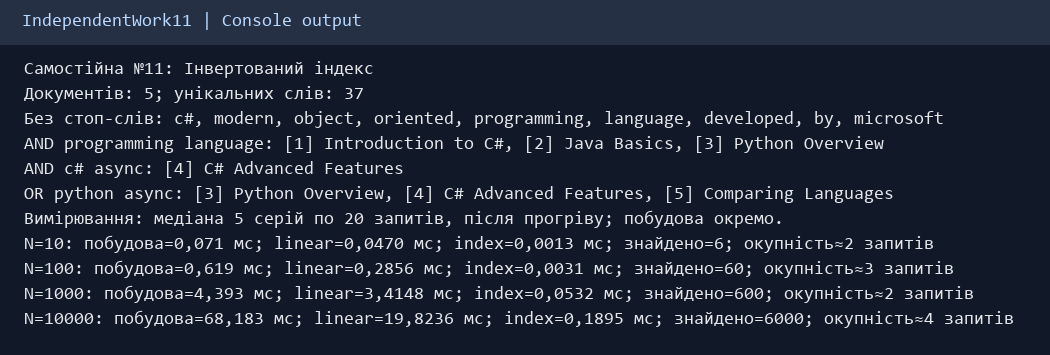 IndependentWork11 | Console output
Самостійна №11: Інвертований індекс
Документів: 5; унікальних слів: 37
Без стоп-слів: c#, modern, object, oriented, programming, language, developed, by, microsoft
AND programming language: [1] Introduction to C#, [2] Java Basics, [3] Python Overview
AND c# async: [4] C# Advanced Features
OR python async: [3] Python Overview, [4] C# Advanced Features, [5] Comparing Languages
Вимірювання: медіана 5 серій по 20 запитів, після прогріву; побудова окремо.
N=10: побудова=0,071 мс; linear=0,0470 мс; index=0,0013 мс; знайдено=6; окупність≈2 запитів
N=100: побудова=0,619 мс; linear=0,2856 мс; index=0,0031 мс; знайдено=60; окупність≈3 запитів
N=1000: побудова=4,393 мс; linear=3,4148 мс; index=0,0532 мс; знайдено=600; окупність≈2 запитів
N=10000: побудова=68,183 мс; linear=19,8236 мс; index=0,1895 мс; знайдено=6000; окупність≈4 запитів